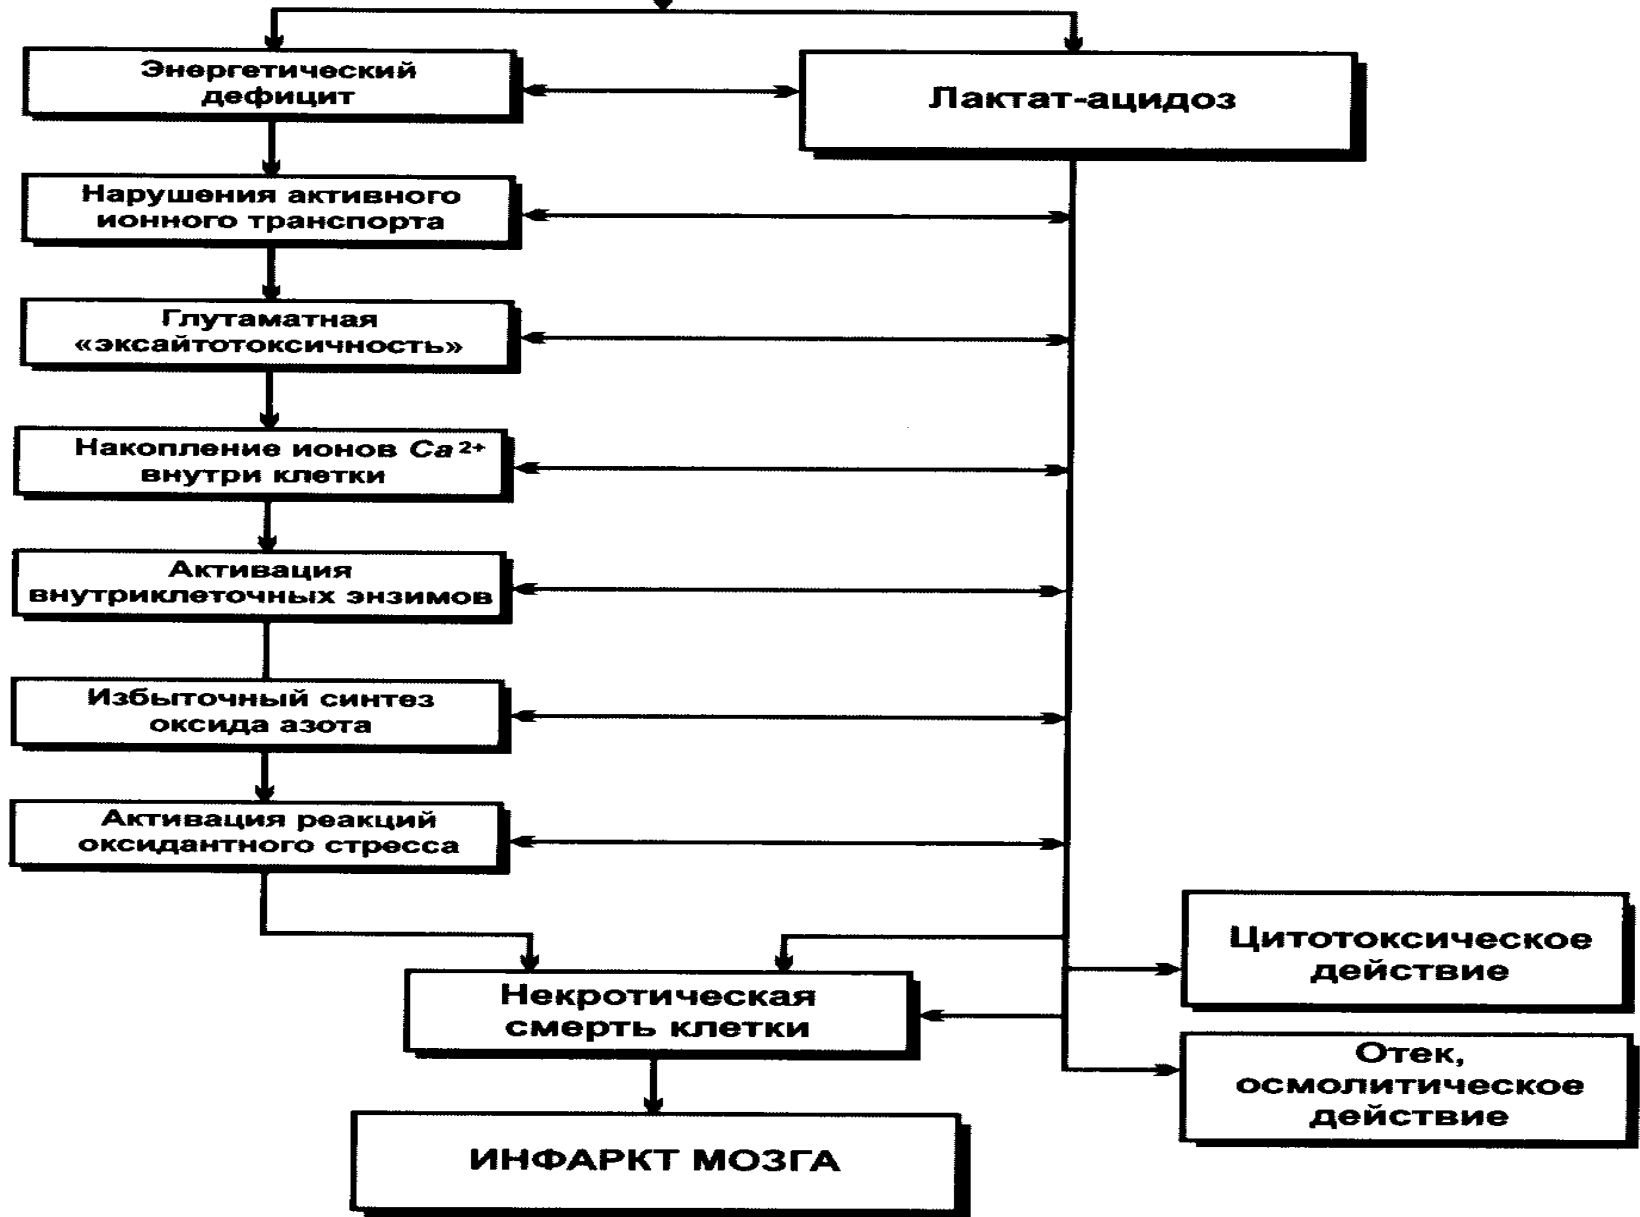 Энергетический
дефицит
Лактат-ацидоз
Нарушения активного
ионного транспорта
Глутаматная
«эксайтотоксичность»
Накопление ионов Ca²⁺
внутри клетки
Активация
внутриклеточных энзимов
Избыточный синтез
оксида азота
Активация реакций
оксидантного стресса
Цитотоксическое
действие
Некротическая
смерть клетки
Отек,
осмолитическое
действие
ИНФАРКТ МОЗГА